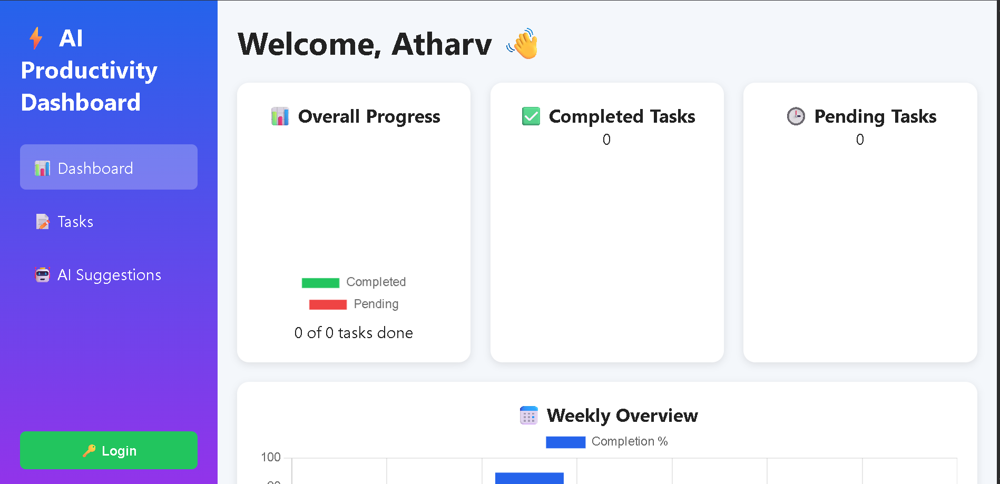 ⚡ AI
Productivity
Dashboard
📊 Dashboard
📝 Tasks
🤖 AI Suggestions
🔑 Login
Welcome, Atharv 👋
📊 Overall Progress
Completed
Pending
0 of 0 tasks done
✅ Completed Tasks
0
🕒 Pending Tasks
0
📅 Weekly Overview
Completion %
100